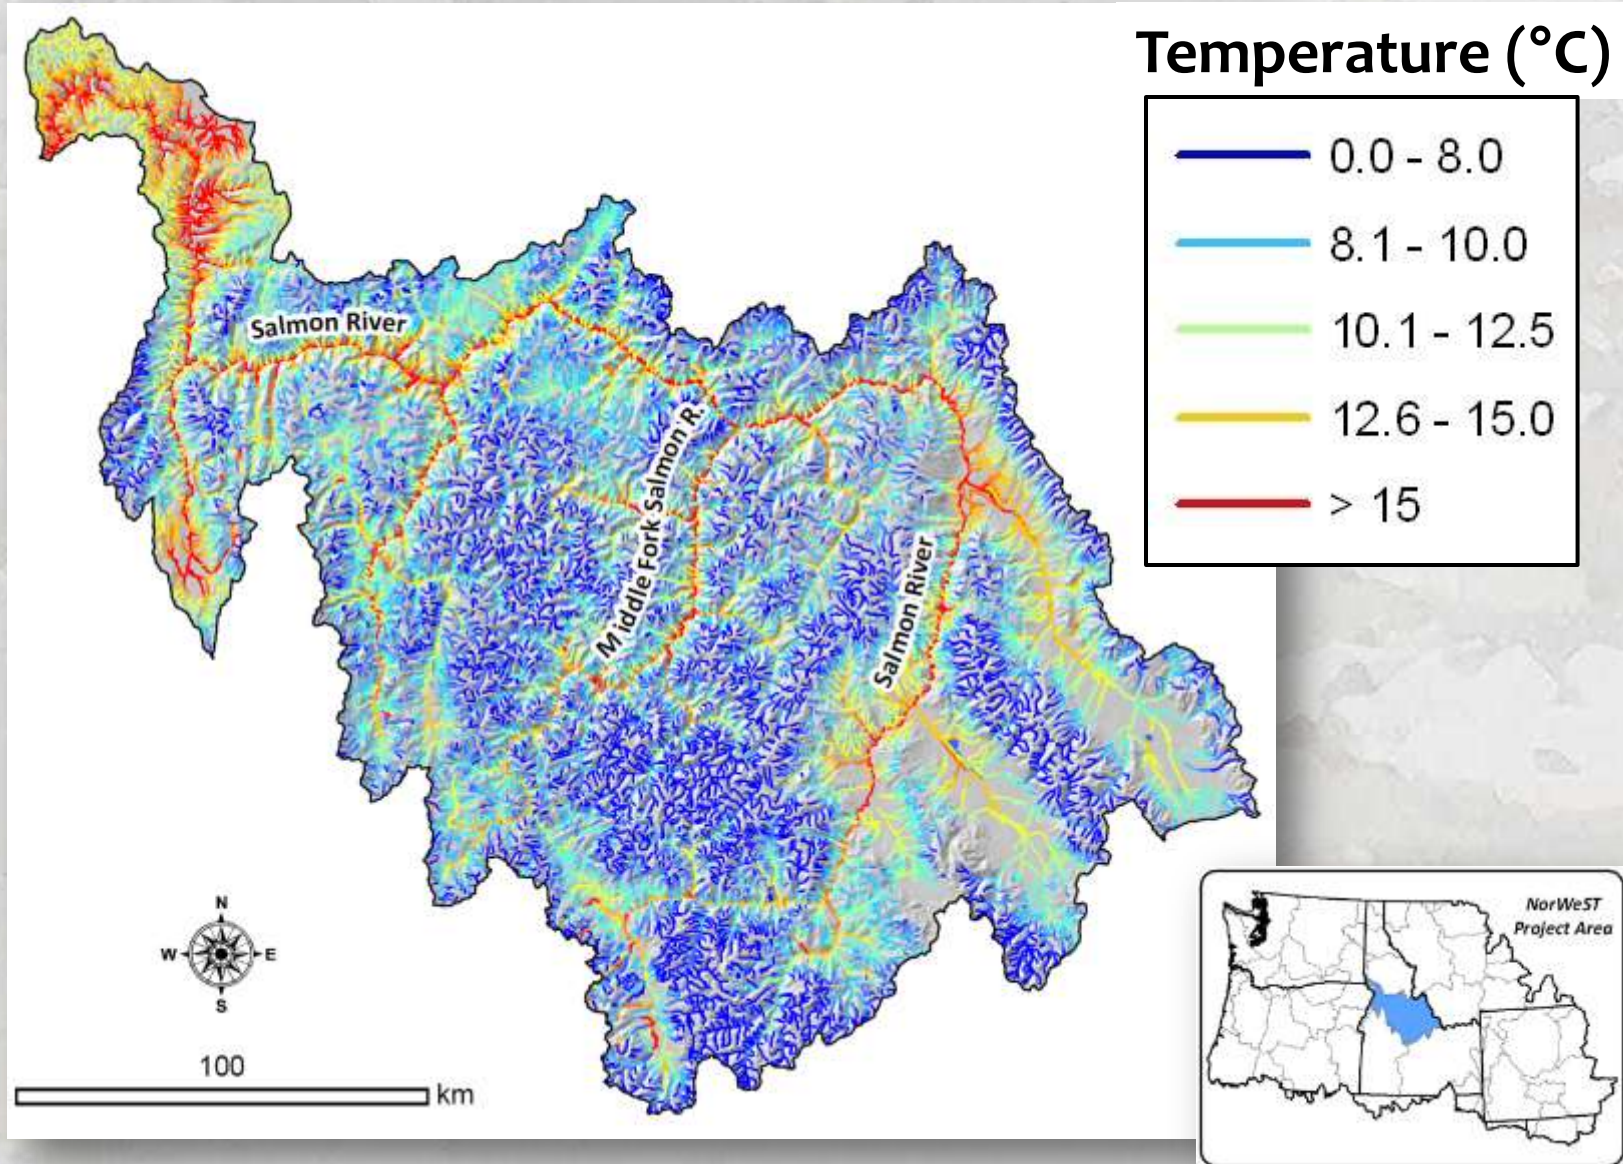 Temperature (°C)
0.0 - 8.0
8.1 - 10.0
10.1 - 12.5
12.6 - 15.0
> 15
Salmon River
Middle Fork Salmon R.
Salmon River
N
W E
S
100
km
NorWeST
Project Area